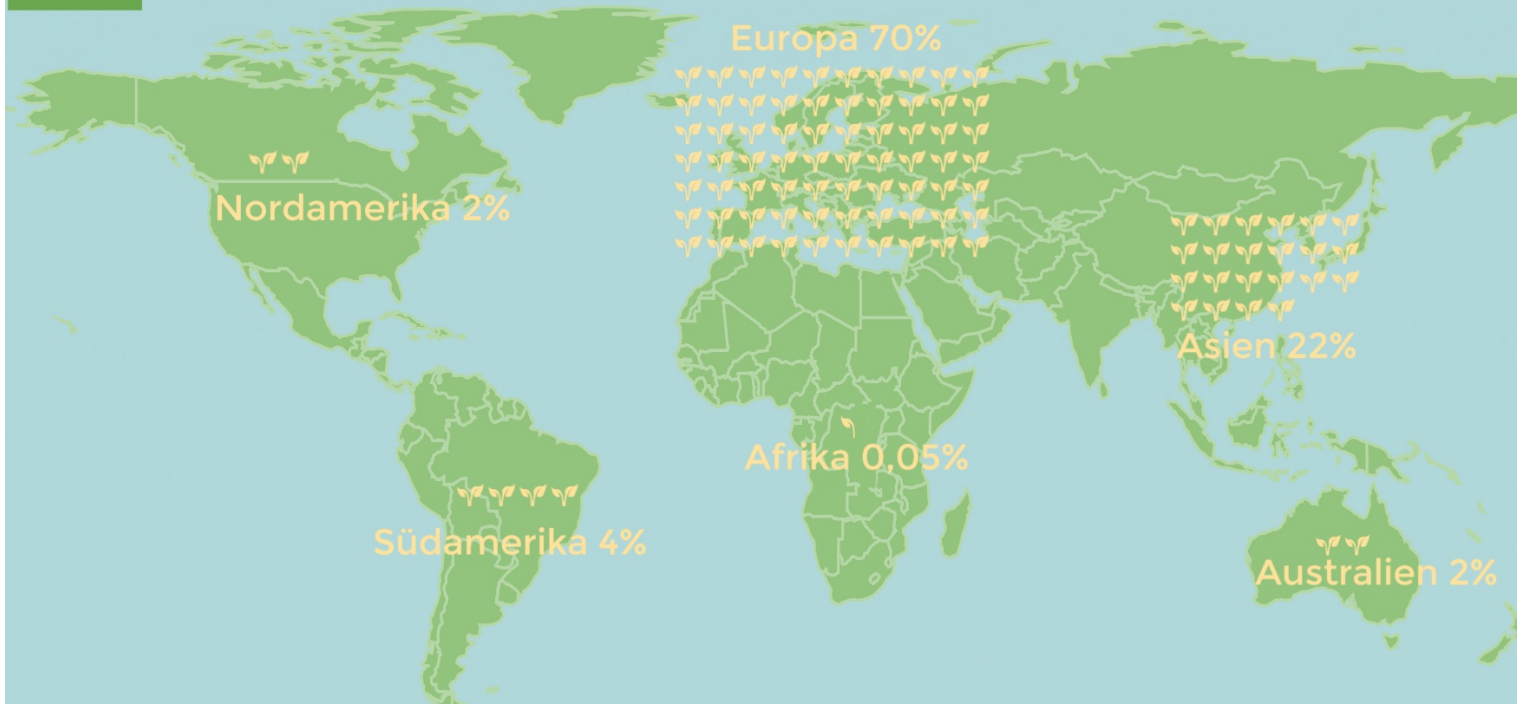 Europa 70%
Nordamerika 2%
Asien 22%
Afrika 0,05%
Südamerika 4%
Australien 2%